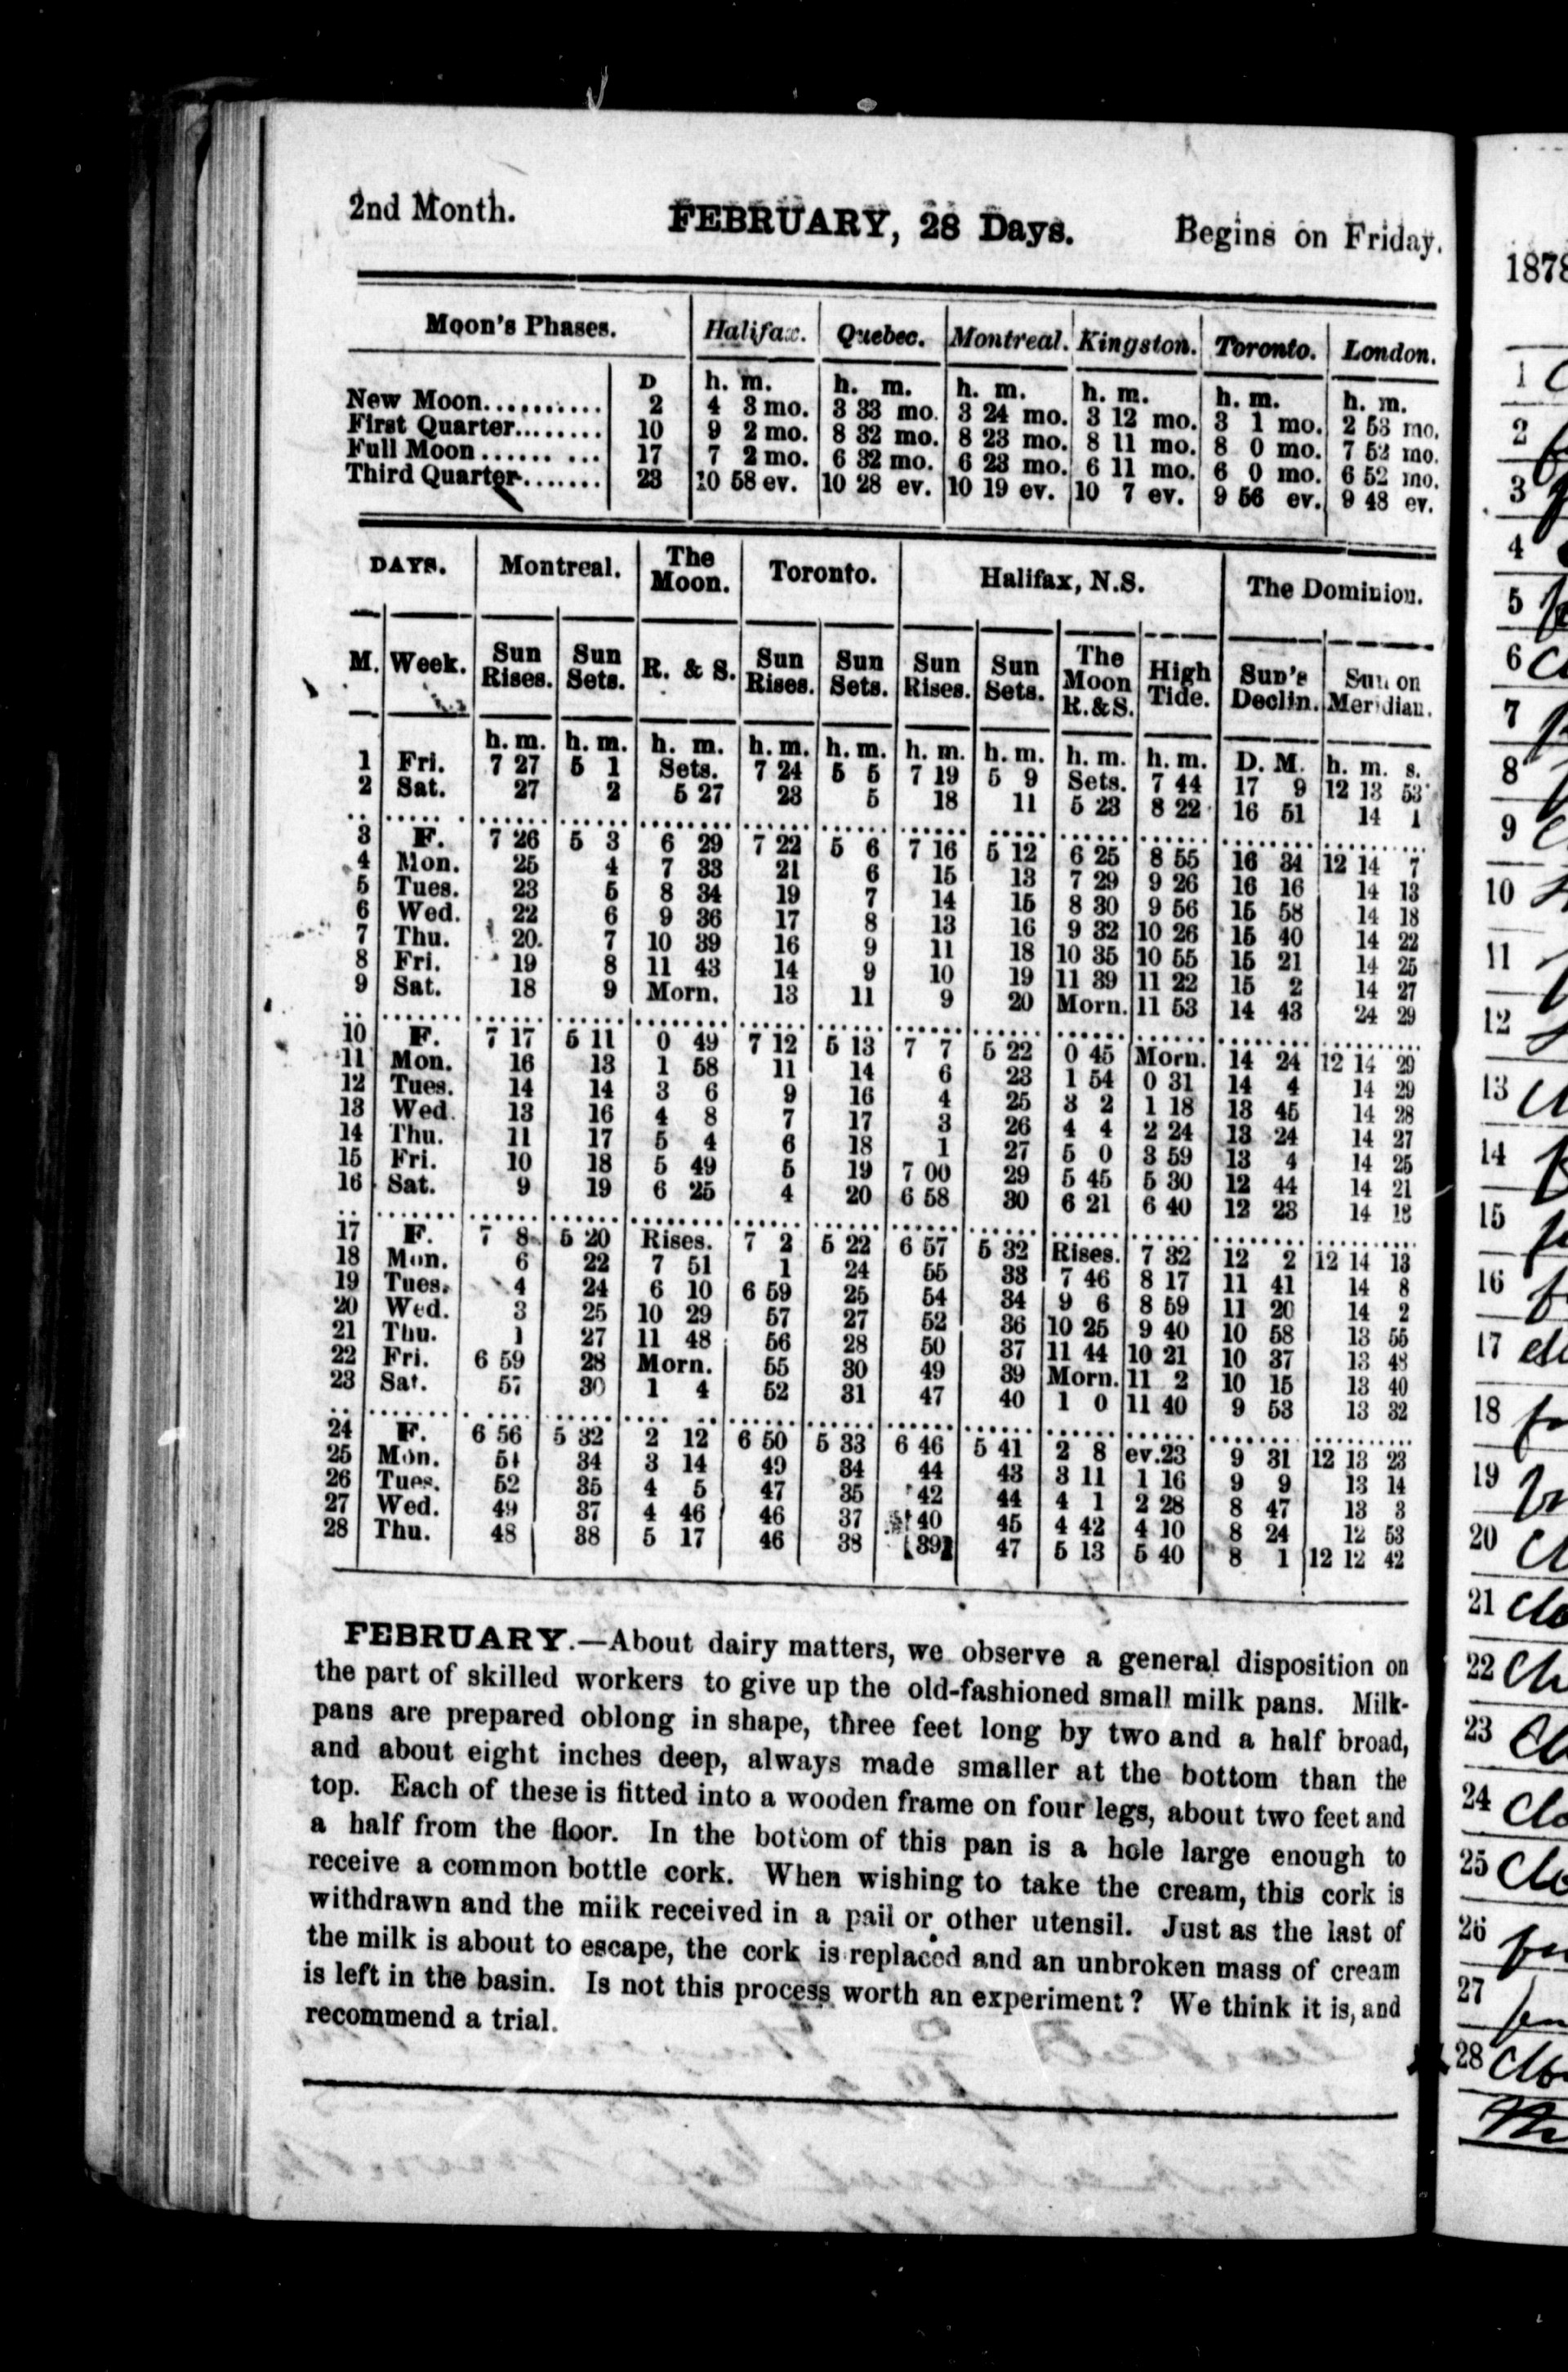 2nd Month. FEBRUARY, 28 Days. Begins on Friday.
Moon's Phases. Halifax. Quebec. Montreal. Kingston. Toronto. London.
D h. m. h. m. h. m. h. m. h. m. h. m.
New Moon........... 2 4 3 mo. 3 33 mo. 3 24 mo. 3 12 mo. 3 1 mo. 2 53 mo.
First Quarter........ 10 9 2 mo. 8 32 mo. 8 23 mo. 8 11 mo. 8 0 mo. 7 52 mo.
Full Moon ...... ... 17 7 2 mo. 6 32 mo. 6 23 mo. 6 11 mo. 6 0 mo. 6 52 mo.
Third Quarter....... 23 10 58 ev. 10 28 ev. 10 19 ev. 10 7 ev. 9 56 ev. 9 48 ev.
DAYS. Montreal. The Moon. Toronto. Halifax, N.S. The Dominion.
M. Week. Sun Rises. Sun Sets. R. & S. Sun Rises. Sun Sets. Sun Rises. Sun Sets. The Moon R.&S. High Tide. Sun's Declin. Sun on Meridian.
h. m. h. m. h. m. h. m. h. m. h. m. h. m. h. m. h. m. D. M. h. m. s.
1 Fri. 7 27 5 1 Sets. 7 24 5 5 7 19 5 9 Sets. 7 44 17 9 12 13 53
2 Sat. 27 2 5 27 23 5 18 11 5 23 8 22 16 51 14 1
3 F. 7 26 5 3 6 29 7 22 5 6 7 16 5 12 6 25 8 55 16 34 12 14 7
4 Mon. 25 4 7 33 21 6 15 13 7 29 9 26 16 16 14 13
5 Tues. 23 5 8 34 19 7 14 15 8 30 9 56 15 58 14 18
6 Wed. 22 6 9 36 17 8 13 16 9 32 10 26 15 40 14 22
7 Thu. 20. 7 10 39 16 9 11 18 10 35 10 55 15 21 14 25
8 Fri. 19 8 11 43 14 9 10 19 11 39 11 22 15 2 14 27
9 Sat. 18 9 Morn. 13 11 9 20 Morn. 11 53 14 43 24 29
10 F. 7 17 5 11 0 49 7 12 5 13 7 7 5 22 0 45 Morn. 14 24 12 14 29
11 Mon. 16 13 1 58 11 14 6 23 1 54 0 31 14 4 14 29
12 Tues. 14 14 3 6 9 16 4 25 3 2 1 18 13 45 14 28
13 Wed. 13 16 4 8 7 17 3 26 4 4 2 24 13 24 14 27
14 Thu. 11 17 5 4 6 18 1 27 5 0 3 59 13 4 14 25
15 Fri. 10 18 5 49 5 19 7 00 29 5 45 5 30 12 44 14 21
16 Sat. 9 19 6 25 4 20 6 58 30 6 21 6 40 12 23 14 18
17 F. 7 8 5 20 Rises. 7 2 5 22 6 57 5 32 Rises. 7 32 12 2 12 14 13
18 Mon. 6 22 7 51 1 24 55 33 7 46 8 17 11 41 14 8
19 Tues. 4 24 6 10 6 59 25 54 34 9 6 8 59 11 20 14 2
20 Wed. 3 25 10 29 57 27 52 36 10 25 9 40 10 58 13 55
21 Thu. 1 27 11 48 56 28 50 37 11 44 10 21 10 37 13 48
22 Fri. 6 59 28 Morn. 55 30 49 39 Morn. 11 2 10 15 13 40
23 Sat. 57 30 1 4 52 31 47 40 1 0 11 40 9 53 13 32
24 F. 6 56 5 32 2 12 6 50 5 33 6 46 5 41 2 8 ev.23 9 31 12 13 23
25 Mon. 54 34 3 14 49 34 44 43 3 11 1 16 9 9 13 14
26 Tues. 52 35 4 5 47 35 42 44 4 1 2 28 8 47 13 3
27 Wed. 49 37 4 46 46 37 40 45 4 42 4 10 8 24 12 53
28 Thu. 48 38 5 17 46 38 39 47 5 13 5 40 8 1 12 12 42
FEBRUARY.—About dairy matters, we observe a general disposition on
the part of skilled workers to give up the old-fashioned small milk pans. Milk-
pans are prepared oblong in shape, three feet long by two and a half broad,
and about eight inches deep, always made smaller at the bottom than the
top. Each of these is fitted into a wooden frame on four legs, about two feet and
a half from the floor. In the bottom of this pan is a hole large enough to
receive a common bottle cork. When wishing to take the cream, this cork is
withdrawn and the milk received in a pail or other utensil. Just as the last of
the milk is about to escape, the cork is replaced and an unbroken mass of cream
is left in the basin. Is not this process worth an experiment? We think it is, and
recommend a trial.
1878
1
2
3
4
5
6
7
8
9
10
11
12
13
14
15
16
17
18
19
20
21
22
23
24
25
26
27
28